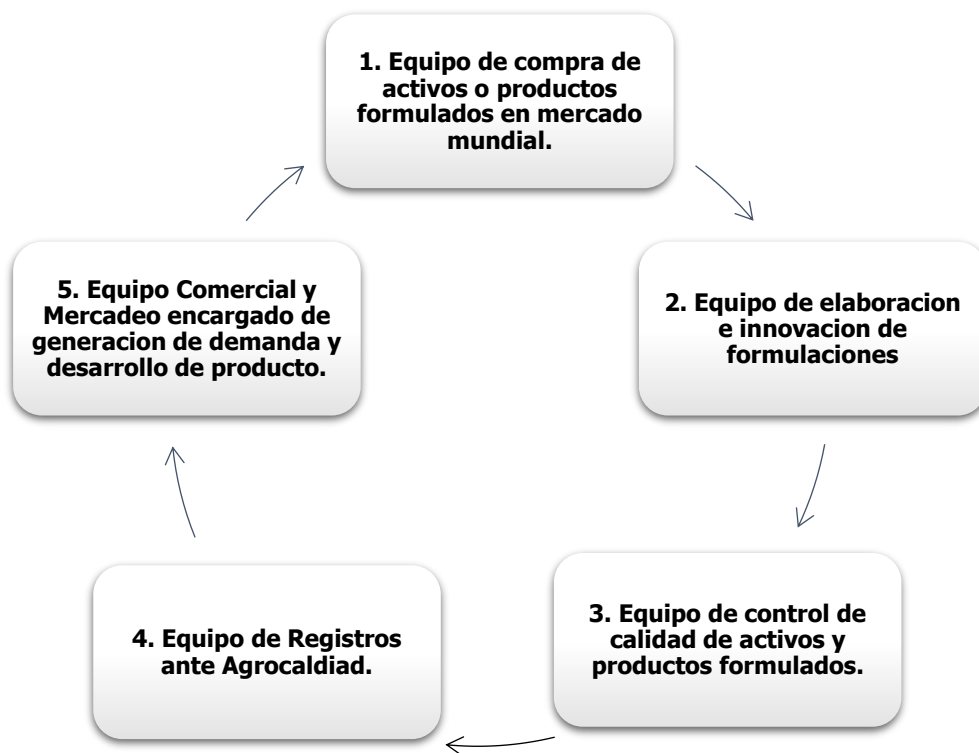 1. Equipo de compra de
activos o productos
formulados en mercado
mundial.
2. Equipo de elaboracion
e innovacion de
formulaciones
3. Equipo de control de
calidad de activos y
productos formulados.
4. Equipo de Registros
ante Agrocaldiad.
5. Equipo Comercial y
Mercadeo encargado de
generacion de demanda y
desarrollo de producto.